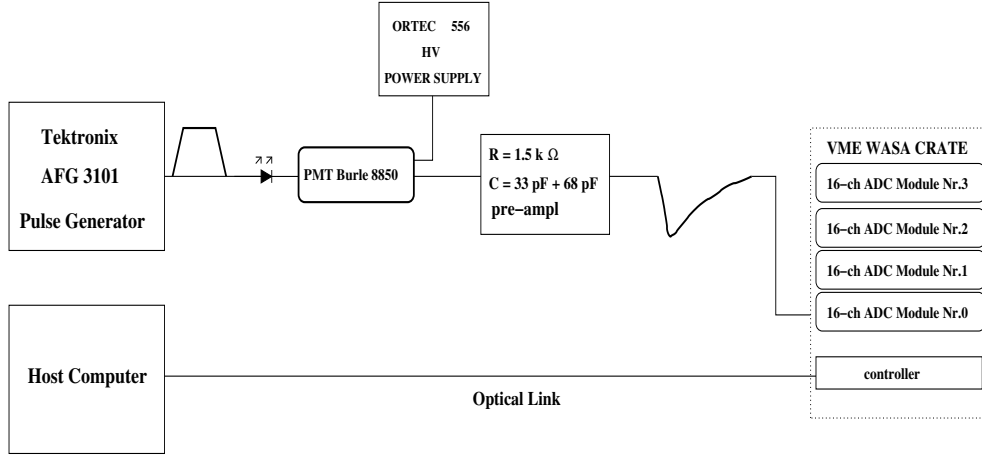 ORTEC 556
HV
POWER SUPPLY
Tektronix
AFG 3101
Pulse Generator
PMT Burle 8850
R = 1.5 k Ω
C = 33 pF + 68 pF
pre−ampl
VME WASA CRATE
16−ch ADC Module Nr.3
16−ch ADC Module Nr.2
16−ch ADC Module Nr.1
16−ch ADC Module Nr.0
controller
Host Computer
Optical Link